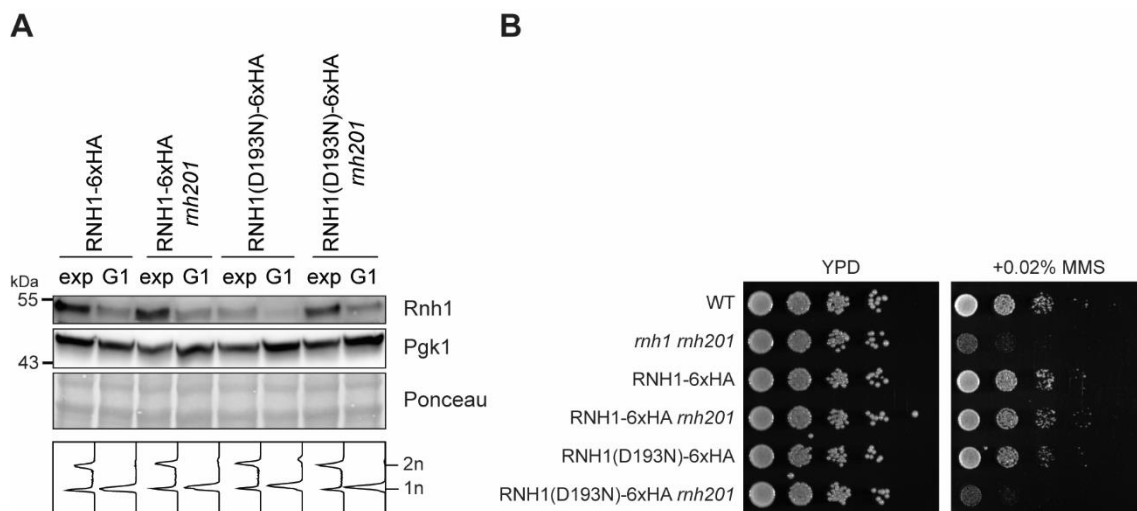 A
B
RNH1-6xHA
RNH1-6xHA
rnh201
RNH1(D193N)-6xHA
RNH1(D193N)-6xHA
rnh201
exp G1 exp G1 exp G1 exp G1
kDa
55
Rnh1
Pgk1
43
Ponceau
2n
1n
YPD
+0.02% MMS
WT
rnh1 rnh201
RNH1-6xHA
RNH1-6xHA rnh201
RNH1(D193N)-6xHA
RNH1(D193N)-6xHA rnh201